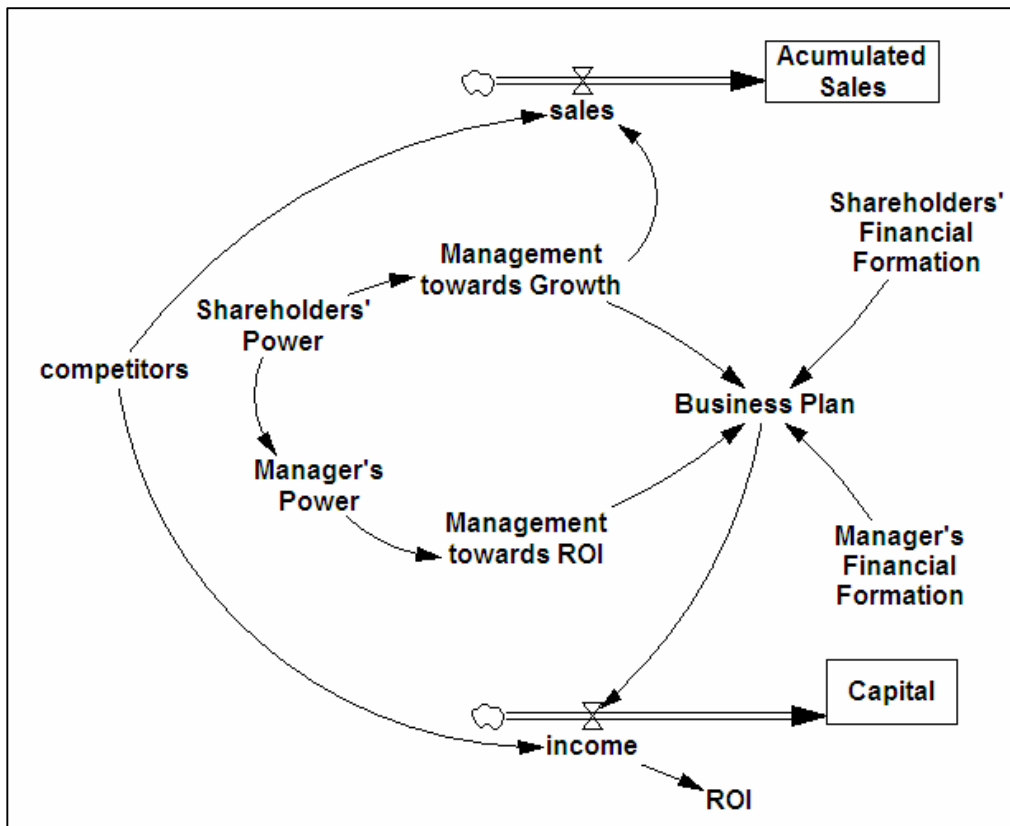 Acumulated
Sales
sales
Shareholders'
Financial
Formation
Management
towards Growth
Shareholders'
Power
competitors
Business Plan
Manager's
Power
Management
towards ROI
Manager's
Financial
Formation
Capital
income
ROI